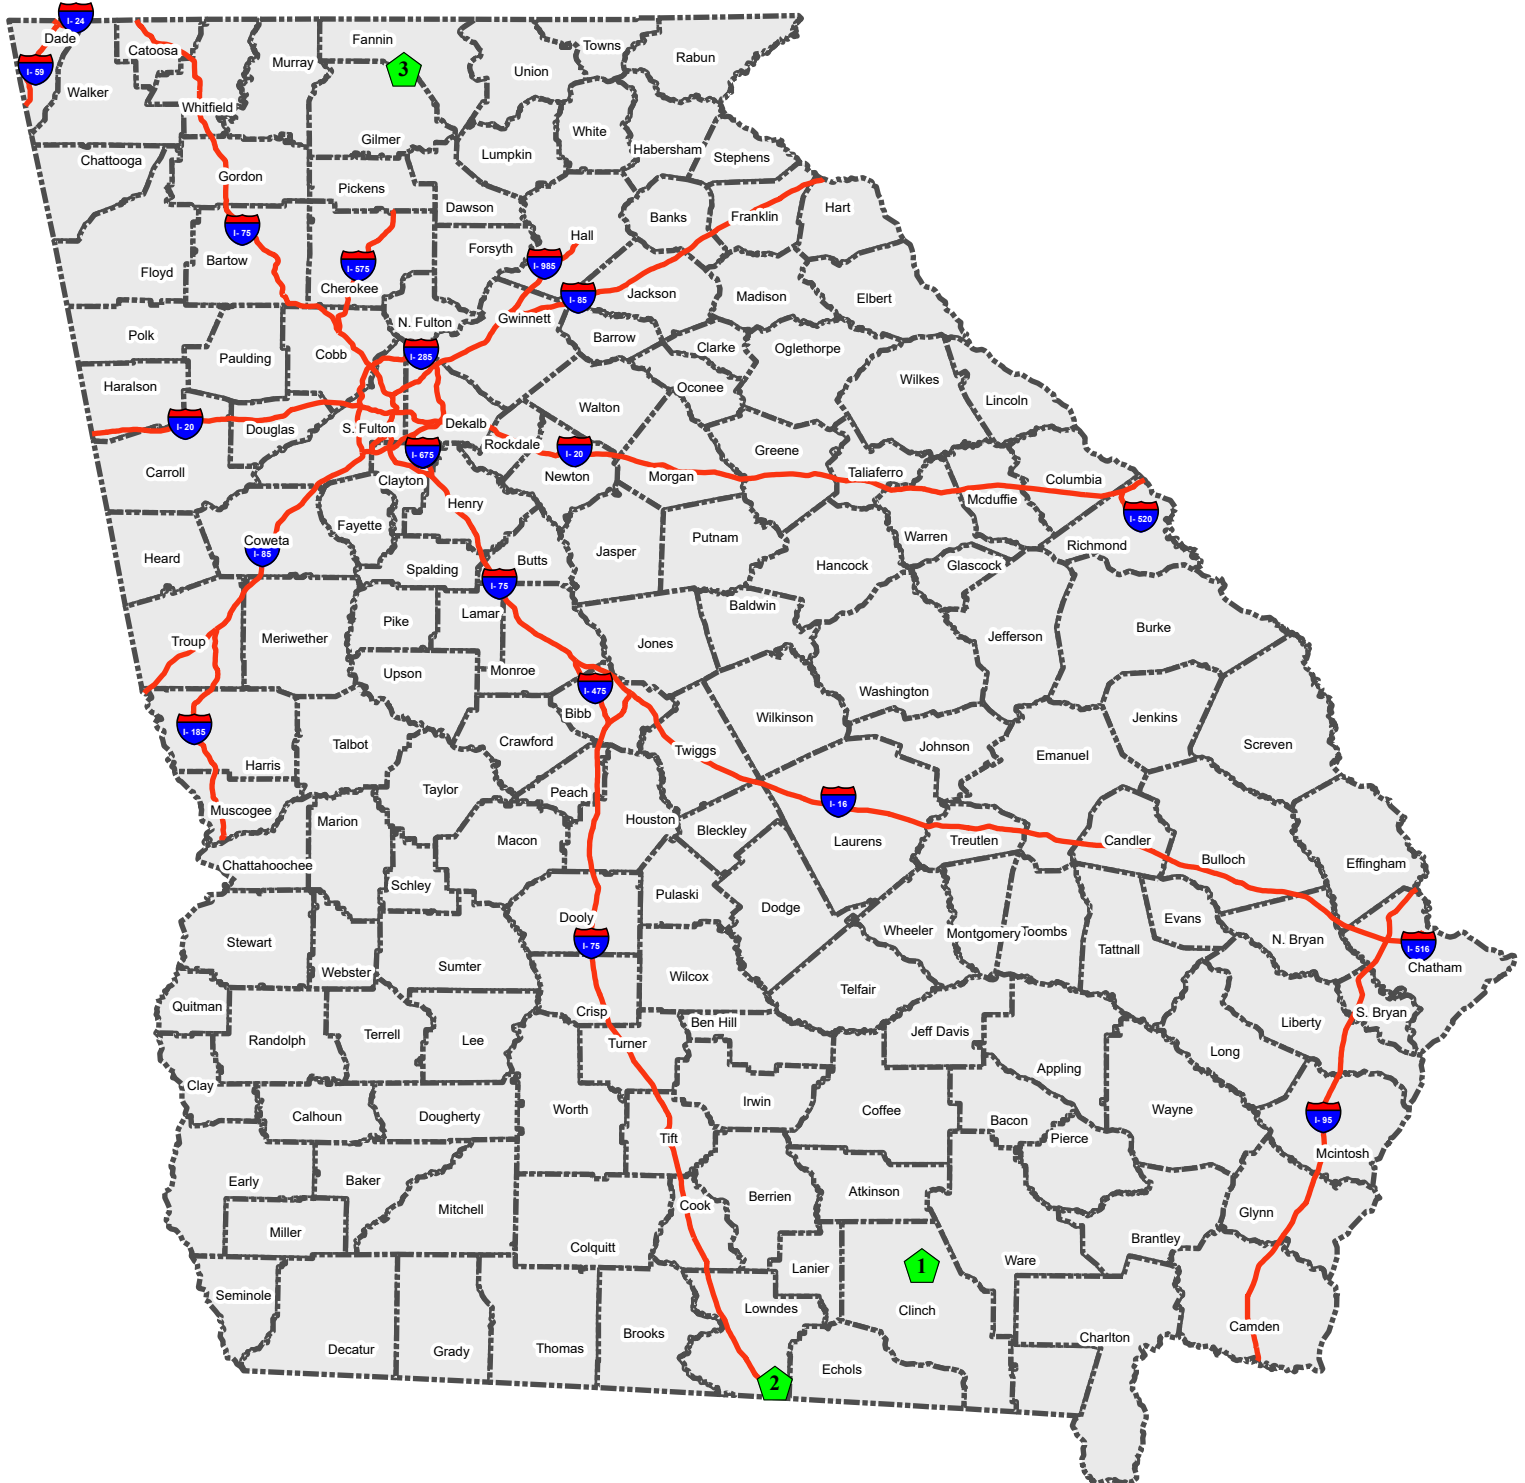 I- 24
Dade
Catoosa
Fannin
Towns
Rabun
Union
Murray
I- 59
3
Walker
Whitfield
White
Gilmer
Habersham
Lumpkin
Stephens
Chattooga
Gordon
Pickens
Dawson
Banks
Franklin
Hart
I- 75
Hall
Forsyth
Bartow
I- 575
I- 985
Floyd
Cherokee
I- 85
Jackson
Madison
Elbert
N. Fulton
Gwinnett
Polk
Barrow
Clarke
Oglethorpe
Paulding
Cobb
I- 285
Haralson
Oconee
Wilkes
Lincoln
Walton
I- 20
Douglas
S. Fulton
Dekalb
Rockdale
Greene
I- 675
I- 20
Carroll
Clayton
Newton
Morgan
Taliaferro
Columbia
Henry
Mcduffie
I- 520
Fayette
Coweta
I- 85
Putnam
Warren
Richmond
Heard
Spalding
Butts
Jasper
Hancock
Glascock
I- 75
Pike
Lamar
Baldwin
Troup
Meriwether
Jones
Jefferson
Burke
Upson
Monroe
I- 475
Washington
Bibb
Wilkinson
Jenkins
I- 185
Talbot
Crawford
Twiggs
Johnson
Emanuel
Screven
Harris
Taylor
Peach
I- 16
Muscogee
Marion
Houston
Bleckley
Macon
Laurens
Treutlen
Candler
Bulloch
Effingham
Chattahoochee
Schley
Pulaski
Dooly
Dodge
Evans
Wheeler
Montgomery
Toombs
Stewart
I- 75
Tattnall
N. Bryan
I- 516
Webster
Sumter
Wilcox
Chatham
Telfair
Quitman
Crisp
S. Bryan
Randolph
Terrell
Lee
Turner
Ben Hill
Jeff Davis
Liberty
Long
Clay
Appling
Calhoun
Dougherty
Worth
Irwin
Coffee
Bacon
Wayne
I- 95
Tift
Pierce
Mcintosh
Early
Baker
Mitchell
Cook
Berrien
Atkinson
Glynn
Miller
Colquitt
Brantley
Lanier
1
Ware
Seminole
Lowndes
Clinch
Camden
Decatur
Grady
Thomas
Brooks
Charlton
2
Echols